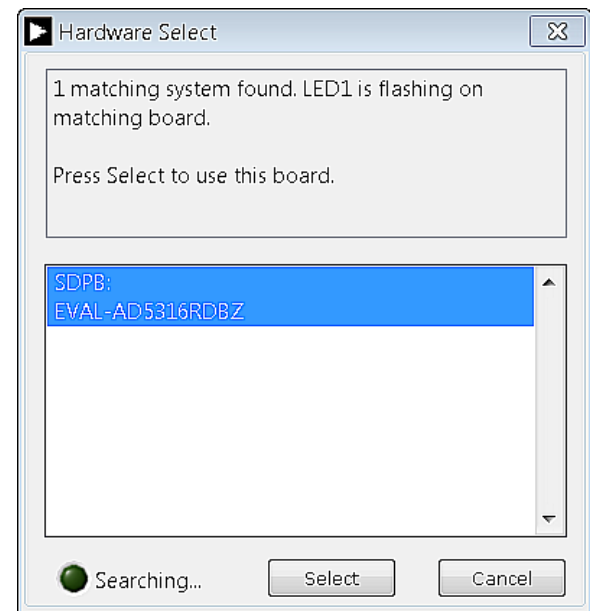 Hardware Select
1 matching system found. LED1 is flashing on
matching board.
Press Select to use this board.
SDPB:
EVAL-AD5316RDBZ
Searching...
Select
Cancel